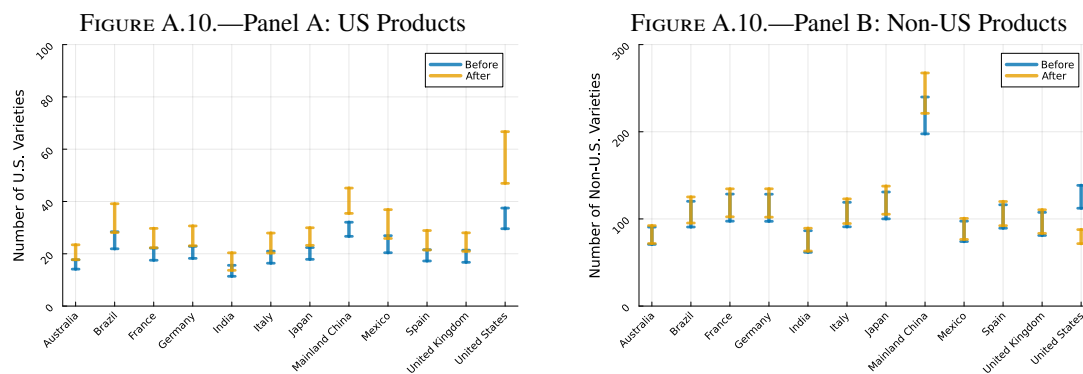 FIGURE A.10.—Panel A: US Products
100
80
60
40
20
0
Number of U.S. Varieties
Before
After
Australia
Brazil
France
Germany
India
Italy
Japan
Mainland China
Mexico
Spain
United Kingdom
United States
FIGURE A.10.—Panel B: Non-US Products
300
200
100
0
Number of Non-U.S. Varieties
Before
After
Australia
Brazil
France
Germany
India
Italy
Japan
Mainland China
Mexico
Spain
United Kingdom
United States